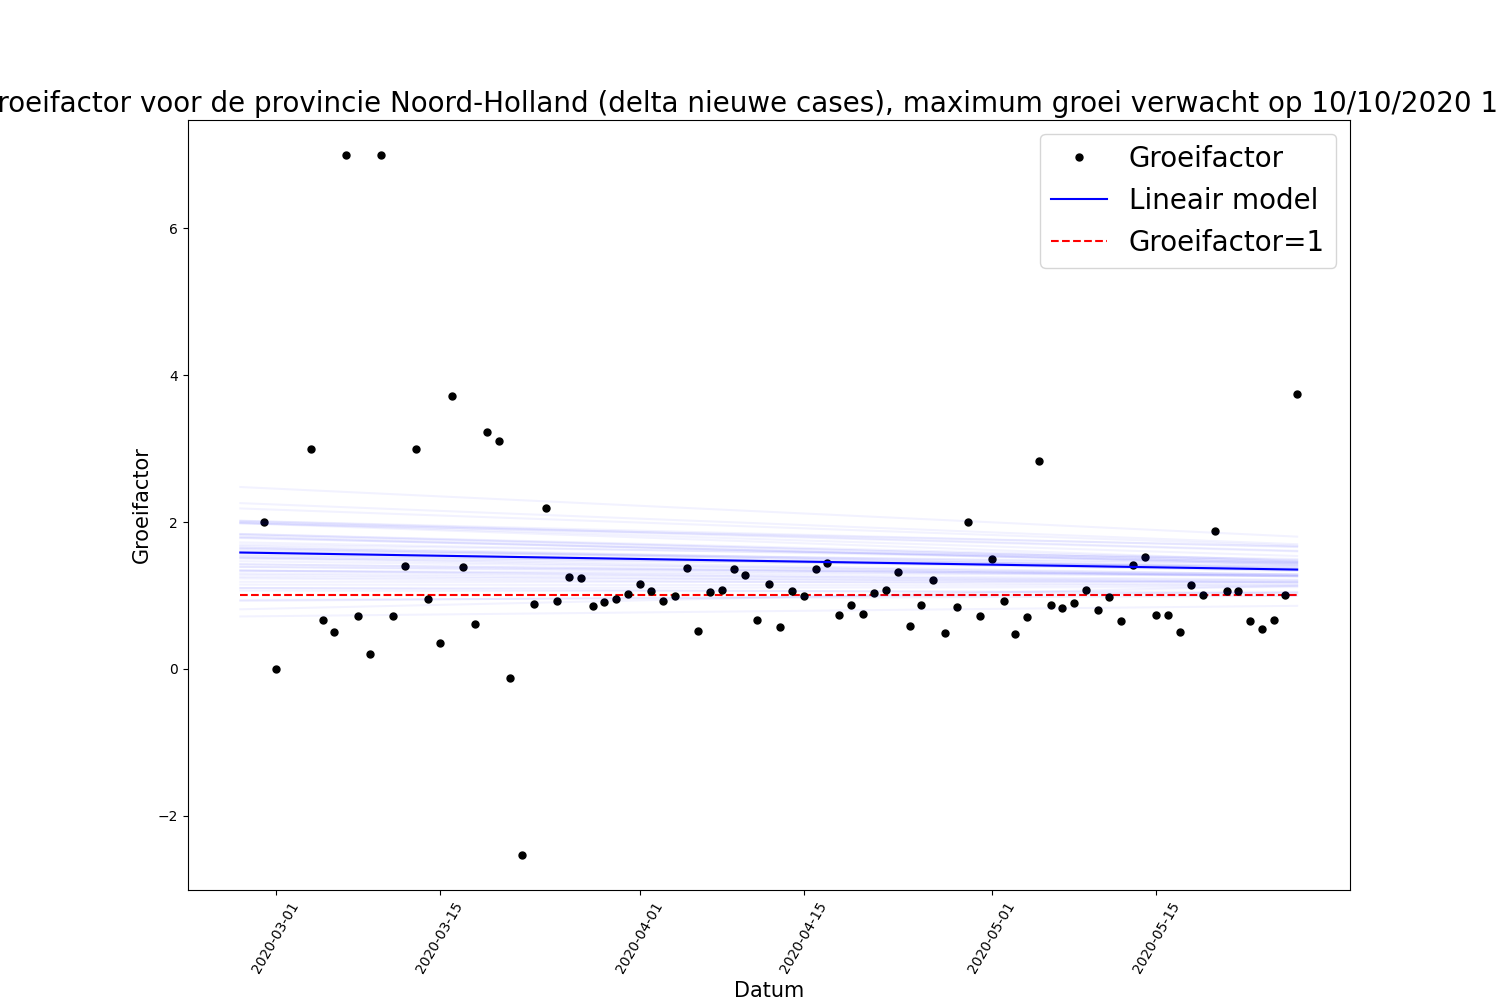 roeifactor voor de provincie Noord-Holland (delta nieuwe cases), maximum groei verwacht op 10/10/2020 1
Groeifactor
Lineair model
Groeifactor=1
Groeifactor
6
4
2
0
−2
2020-03-01
2020-03-15
2020-04-01
2020-04-15
2020-05-01
2020-05-15
Datum